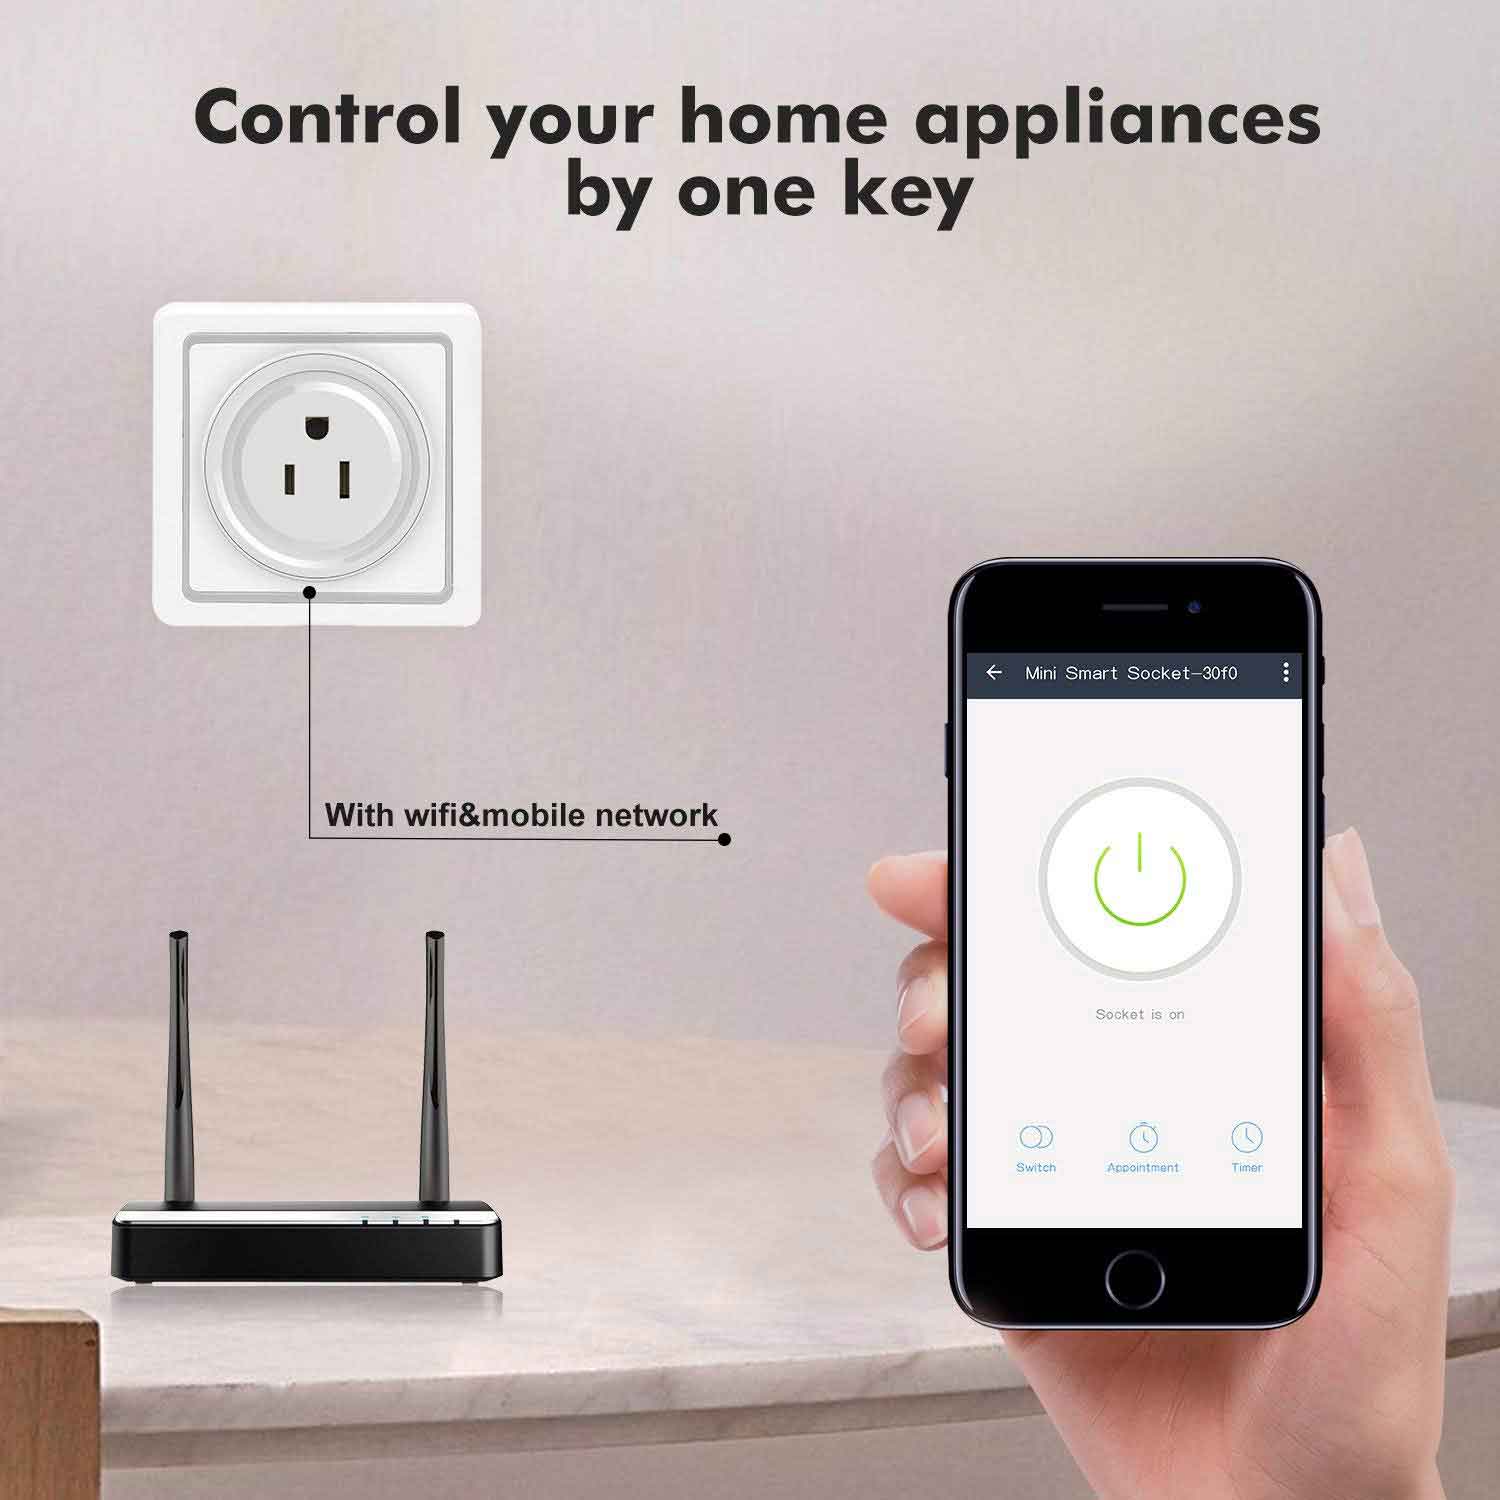 Control your home appliances
by one key
With wifi&mobile network
Mini Smart Socket-30f0
Socket is on
Switch
Appointment
Timer